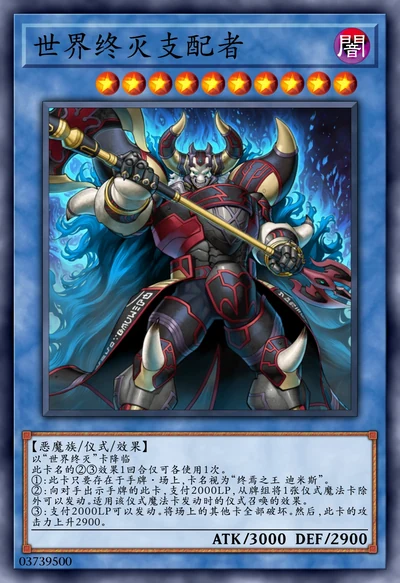 世界终灭支配者
闇
【恶魔族/仪式/效果】
以“世界终灭”卡降临
此卡名的②③效果1回合仅可各使用1次。
①:此卡只要存在于手牌·场上,卡名视为“终焉之王 迪米斯”。
②:向对手出示手牌的此卡,支付2000LP,从牌组将1张仪式魔法卡除
外可以发动。适用该仪式魔法卡发动时的仪式召唤的效果。
③:支付2000LP可以发动。将场上的其他卡全部破坏。然后,此卡的攻
击力上升2900。
ATK/3000 DEF/2900
03739500